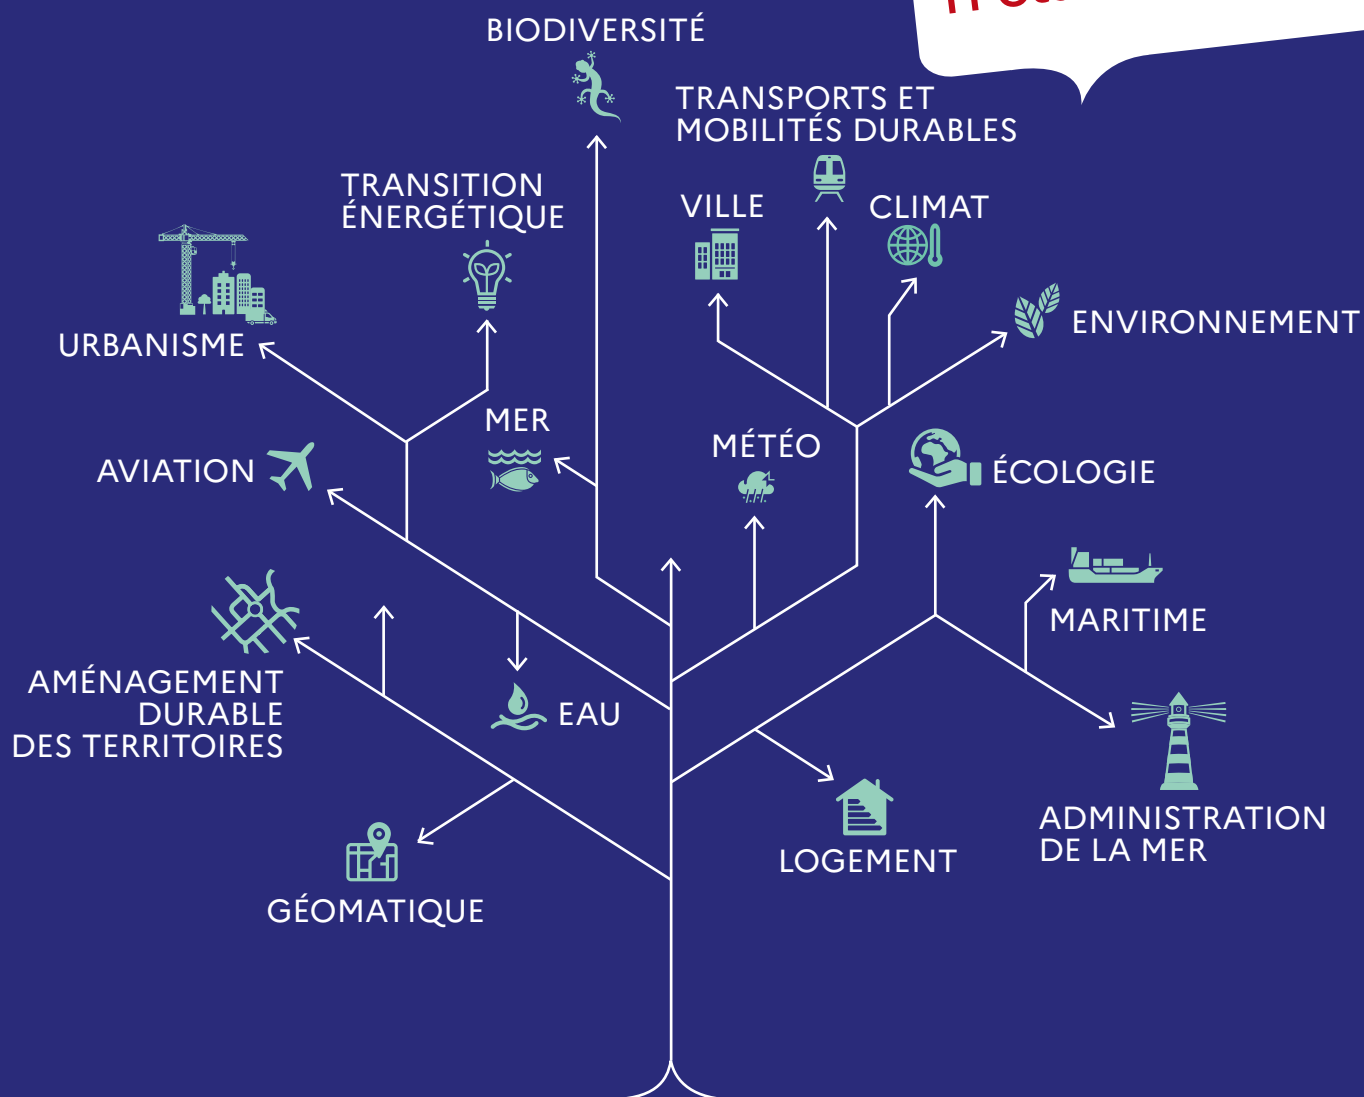 BIODIVERSITÉ
TRANSPORTS ET
MOBILITÉS DURABLES
TRANSITION
ÉNERGÉTIQUE
VILLE
CLIMAT
URBANISME
ENVIRONNEMENT
MER
MÉTÉO
AVIATION
ÉCOLOGIE
MARITIME
AMÉNAGEMENT
DURABLE
DES TERRITOIRES
EAU
ADMINISTRATION
DE LA MER
LOGEMENT
GÉOMATIQUE